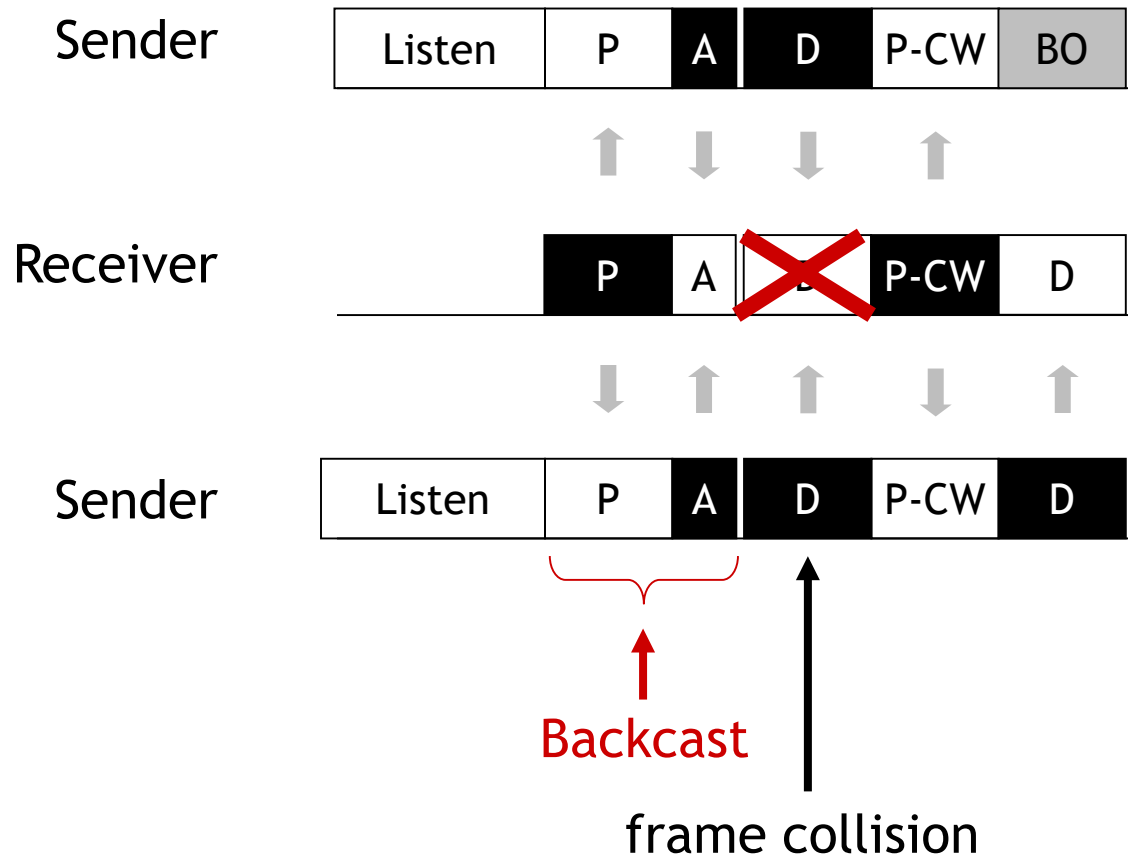 Sender Listen P A D P-CW BO
Receiver P A D P-CW D
Sender Listen P A D P-CW D
Backcast
frame collision